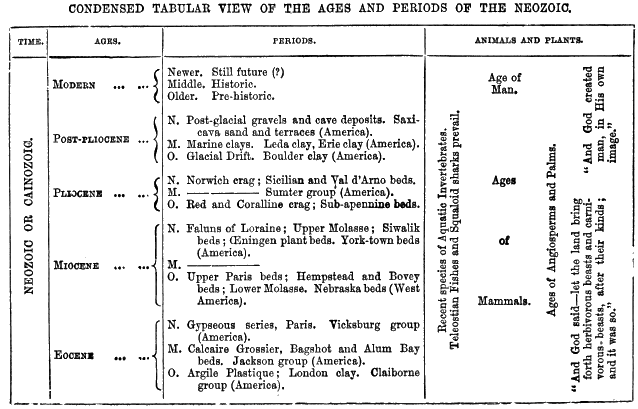 CONDENSED TABULAR VIEW OF THE AGES AND PERIODS OF THE NEOZOIC.
TIME.
AGES.
PERIODS.
ANIMALS AND PLANTS.
NEOZOIC OR CAINOZOIC.
MODERN ... ...
Newer. Still future (?)
Middle. Historic.
Older. Pre-historic.
POST-PLIOCENE ...
N. Post-glacial gravels and cave deposits. Saxi-
cava sand and terraces (America).
M. Marine clays. Leda clay, Erie clay (America).
O. Glacial Drift. Boulder clay (America).
PLIOCENE ... ...
N. Norwich crag; Sicilian and Val d'Arno beds.
M. ———— Sumter group (America).
O. Red and Coralline crag; Sub-apennine beds.
MIOCENE ... ...
N. Faluns of Loraine; Upper Molasse; Siwalik
beds; Œningen plant beds. York-town beds
(America).
M. ————
O. Upper Paris beds; Hempstead and Bovey
beds; Lower Molasse. Nebraska beds (West
America).
EOCENE ... ...
N. Gypseous series, Paris. Vicksburg group
(America).
M. Calcaire Grossier, Bagshot and Alum Bay
beds. Jackson group (America).
O. Argile Plastique; London clay. Claiborne
group (America).
Recent species of Aquatic Invertebrates.
Teleostian Fishes and Squaloid sharks prevail.
Age of
Man.
Ages
of
Mammals.
Ages of Angiosperms and Palms.
"And God created
man, in His own
image."
"And God said—let the land bring
forth herbivorous beasts and carni-
vorous-beasts, after their kinds;
and it was so."